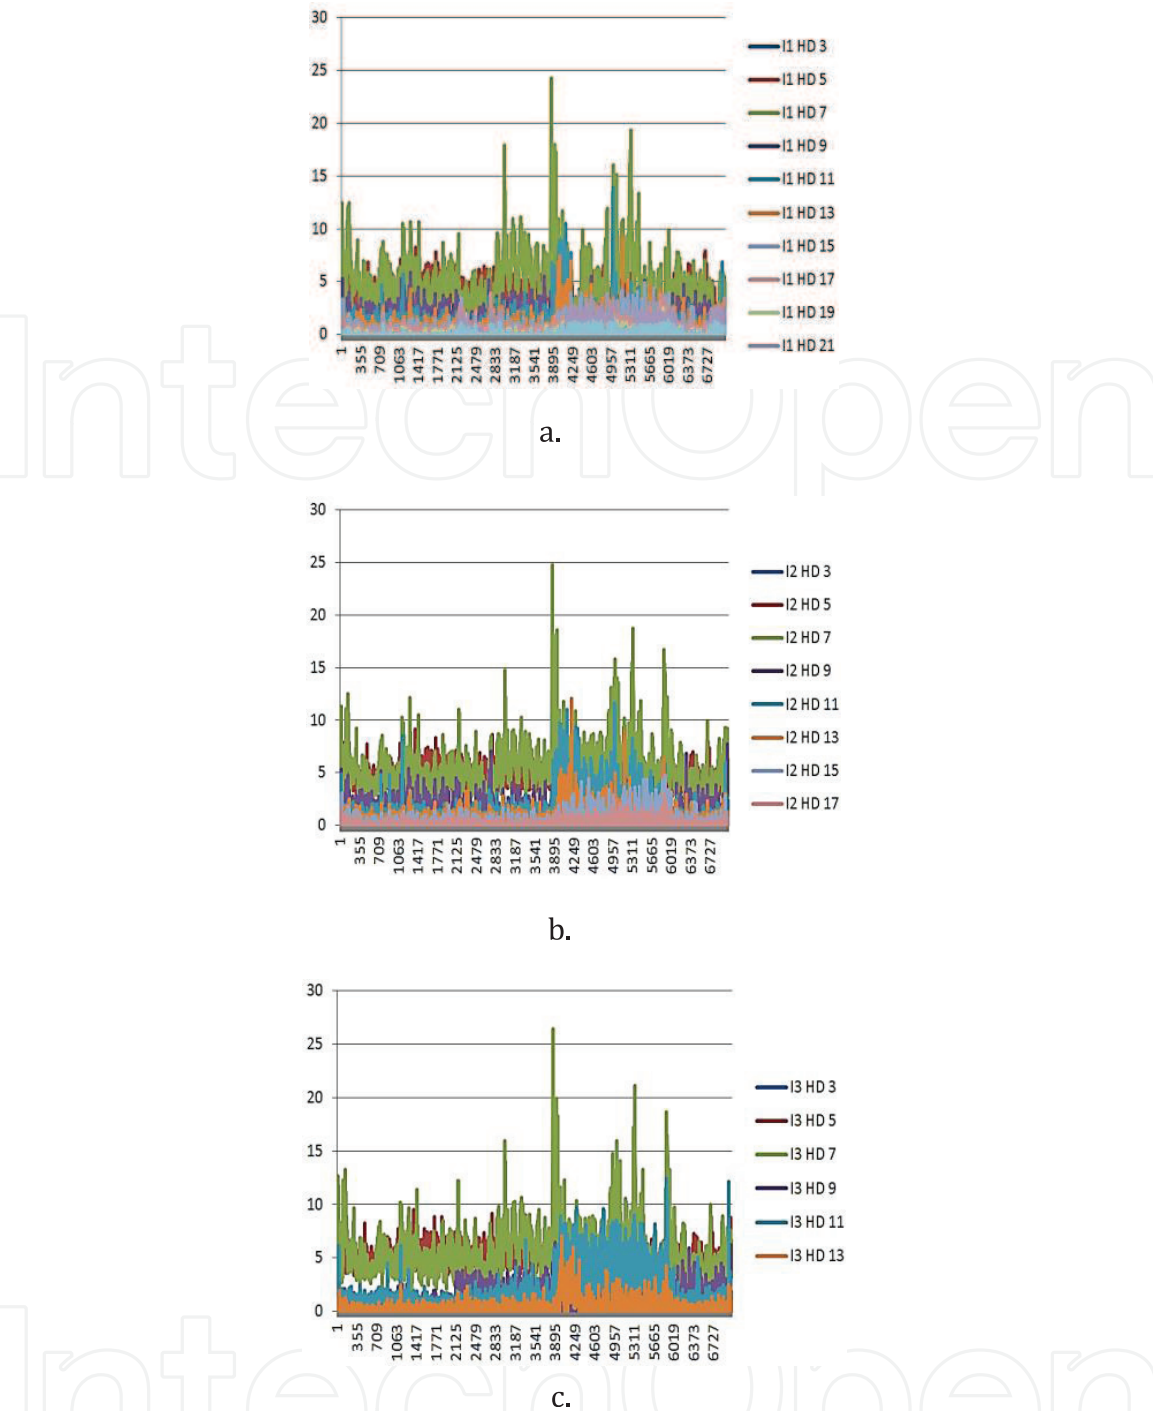 30
25
20
15
10
5
0
1 355 709 1063 1417 1771 2125 2479 2833 3187 3541 3895 4249 4603 4957 5311 5665 6019 6373 6727
I1 HD 3
I1 HD 5
I1 HD 7
I1 HD 9
I1 HD 11
I1 HD 13
I1 HD 15
I1 HD 17
I1 HD 19
I1 HD 21
a.
30
25
20
15
10
5
0
1 355 709 1063 1417 1771 2125 2479 2833 3187 3541 3895 4249 4603 4957 5311 5665 6019 6373 6727
I2 HD 3
I2 HD 5
I2 HD 7
I2 HD 9
I2 HD 11
I2 HD 13
I2 HD 15
I2 HD 17
b.
30
25
20
15
10
5
0
1 355 709 1063 1417 1771 2125 2479 2833 3187 3541 3895 4249 4603 4957 5311 5665 6019 6373 6727
I3 HD 3
I3 HD 5
I3 HD 7
I3 HD 9
I3 HD 11
I3 HD 13
c.
IntechOpen
IntechOpen